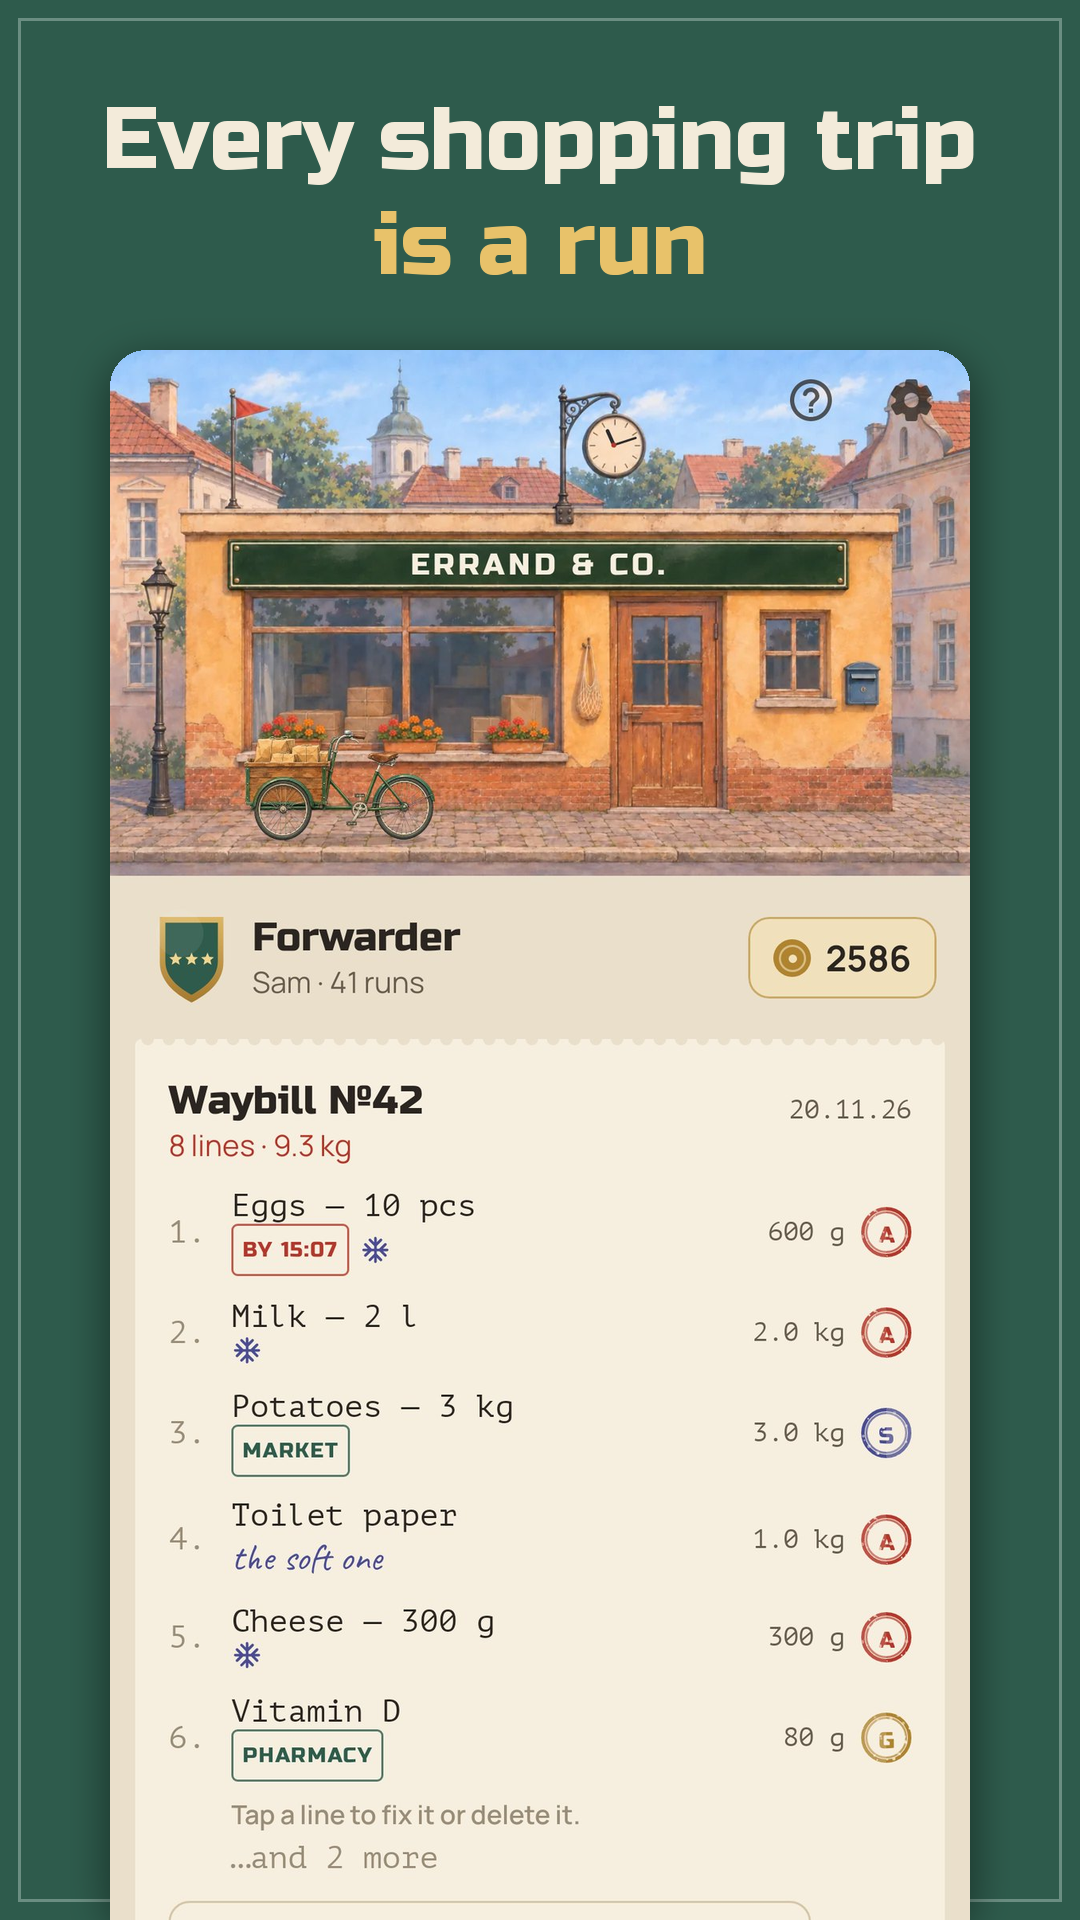 Every shopping trip
is a run
ERRAND & CO.
Forwarder
Sam · 41 runs
2586
Waybill Nº42
20.11.26
8 lines · 9.3 kg
1. Eggs — 10 pcs 600 g A
BY 15:07
2. Milk — 2 l 2.0 kg A
3. Potatoes — 3 kg 3.0 kg S
MARKET
4. Toilet paper 1.0 kg A
the soft one
5. Cheese — 300 g 300 g A
6. Vitamin D 80 g G
PHARMACY
Tap a line to fix it or delete it.
…and 2 more